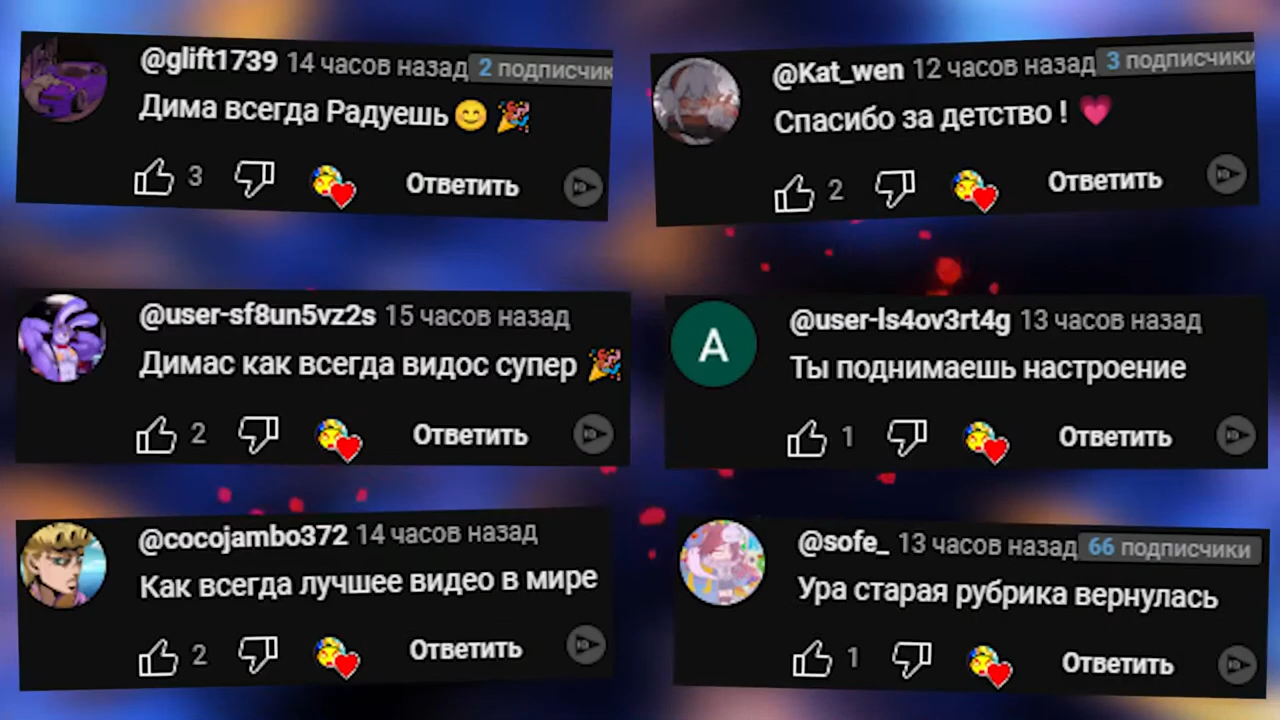 @glift1739 14 часов назад 2 подписчик
Дима всегда Радуешь 😊 🎉
3 Ответить
@Kat_wen 12 часов назад 3 подписчики
Спасибо за детство ! 💗
2 Ответить
@user-sf8un5vz2s 15 часов назад
Димас как всегда видос супер 🎉
2 Ответить
@user-ls4ov3rt4g 13 часов назад
A
Ты поднимаешь настроение
1 Ответить
@cocojambo372 14 часов назад
Как всегда лучшее видео в мире
2 Ответить
@sofe_ 13 часов назад 66 подписчики
Ура старая рубрика вернулась
1 Ответить